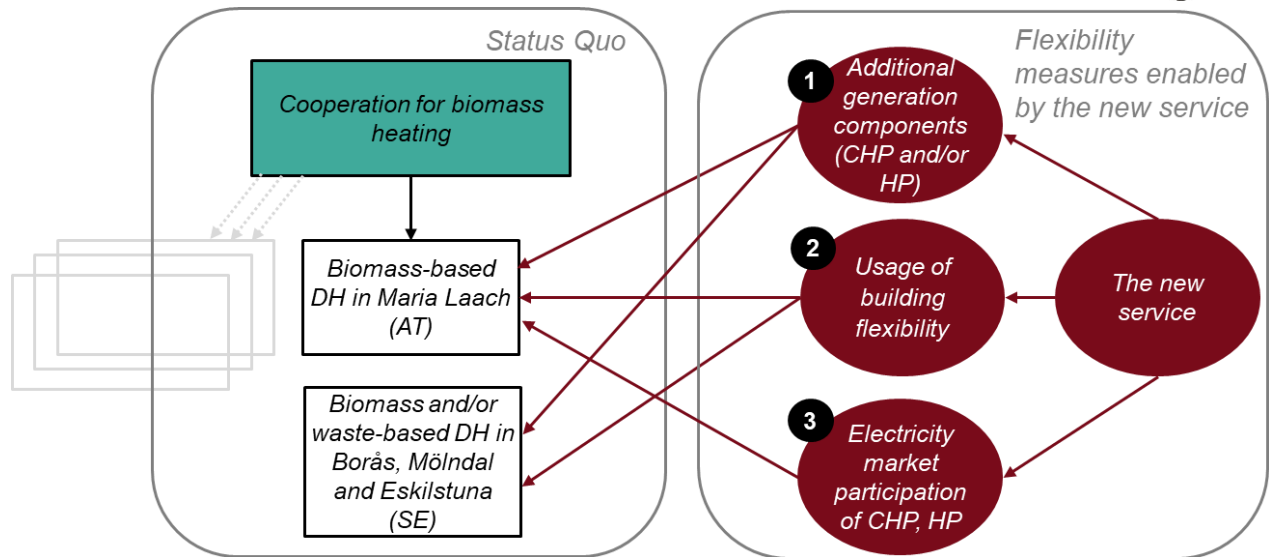 Status Quo
Cooperation for biomass
heating
Biomass-based
DH in Maria Laach
(AT)
Biomass and/or
waste-based DH in
Borås, Mölndal
and Eskilstuna
(SE)
Flexibility
measures enabled
by the new service
1
Additional
generation
components
(CHP and/or
HP)
2
Usage of
building
flexibility
3
Electricity
market
participation
of CHP, HP
The new
service